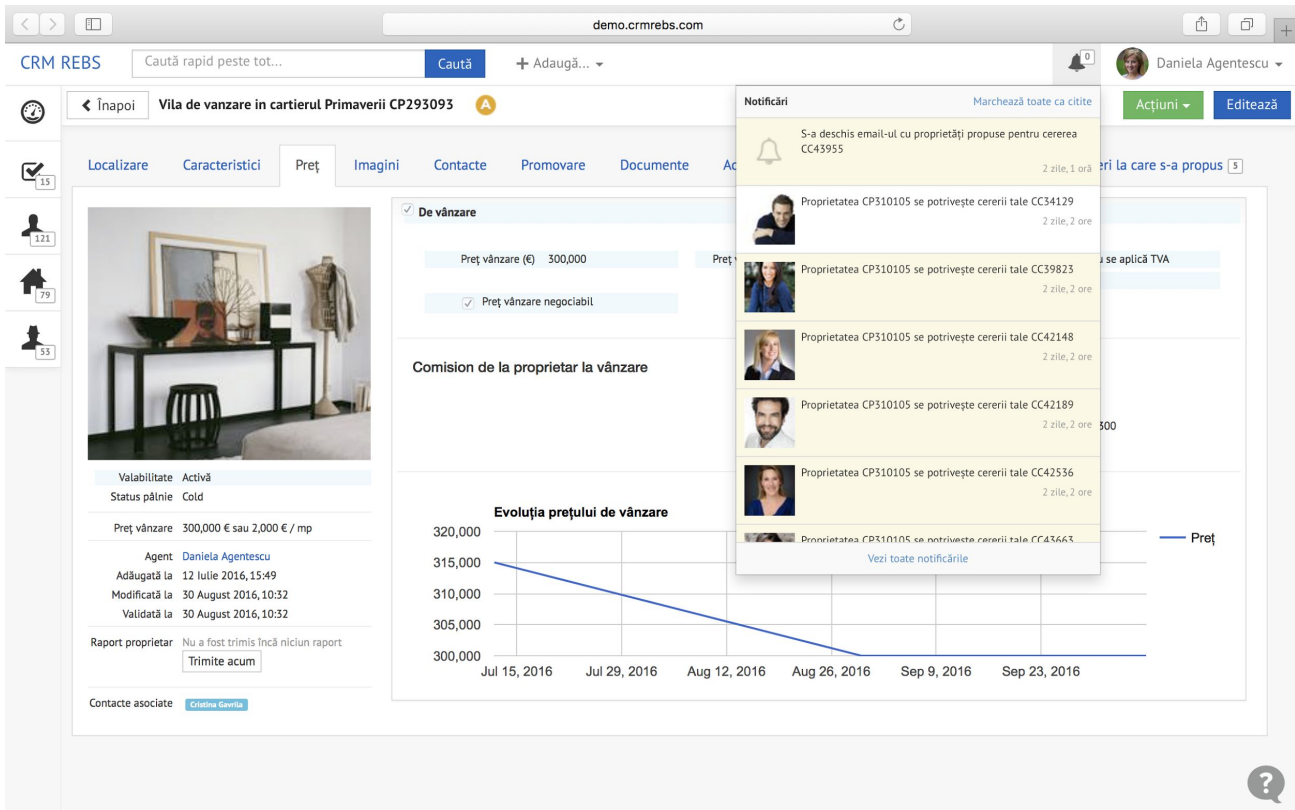 demo.crmrebs.com
CRM REBS
Caută rapid peste tot...
Caută
Adaugă...
0
Daniela Agentescu
Înapoi
Vila de vanzare in cartierul Primaverii CP293093
A
Acțiuni
Editează
Localizare
Caracteristici
Preț
Imagini
Contacte
Promovare
Documente
la care s-a propus 5
15
121
79
53
Notificări
Marchează toate ca citite
S-a deschis email-ul cu proprietăți propuse pentru cererea
CC43955
2 zile, 1 oră
Proprietatea CP310105 se potrivește cererii tale CC34129
2 zile, 2 ore
Proprietatea CP310105 se potrivește cererii tale CC39823
2 zile, 2 ore
Proprietatea CP310105 se potrivește cererii tale CC42148
2 zile, 2 ore
Proprietatea CP310105 se potrivește cererii tale CC42189
2 zile, 2 ore
Proprietatea CP310105 se potrivește cererii tale CC42536
2 zile, 2 ore
Proprietatea CP310105 se potrivește cererii tale CC43663
Vezi toate notificările
De vânzare
Preț vânzare (€) 300,000
Preț
se aplică TVA
Preț vânzare negociabil
Comision de la proprietar la vânzare
300
Valabilitate Activă
Status pâlnie Cold
Preț vânzare 300,000 € sau 2,000 € / mp
Agent Daniela Agentescu
Adăugată la 12 Iulie 2016, 15:49
Modificată la 30 August 2016, 10:32
Validată la 30 August 2016, 10:32
Raport proprietar Nu a fost trimis încă niciun raport
Trimite acum
Contacte asociate Cristina Gavrila
Evoluția prețului de vânzare
320,000
315,000
310,000
305,000
300,000
Jul 15, 2016
Jul 29, 2016
Aug 12, 2016
Aug 26, 2016
Sep 9, 2016
Sep 23, 2016
Preț
?